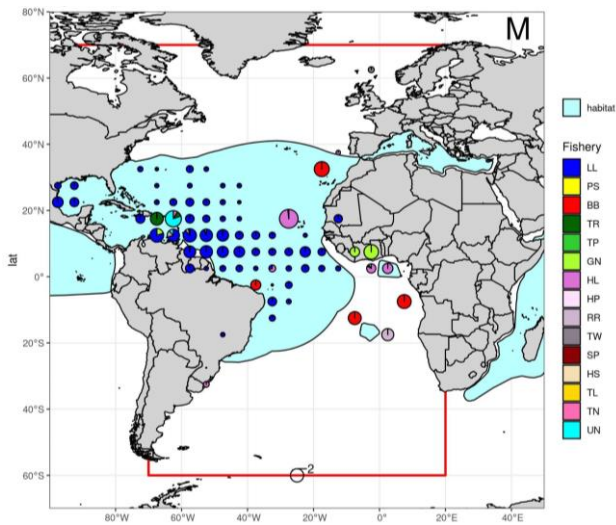 M
80°N
60°N
40°N
20°N
0°
20°S
40°S
60°S
lat
80°W
60°W
40°W
20°W
0°
20°E
40°E
2
habitat
Fishery
LL
PS
BB
TR
TP
GN
HL
HP
RR
TW
SP
HS
TL
TN
UN